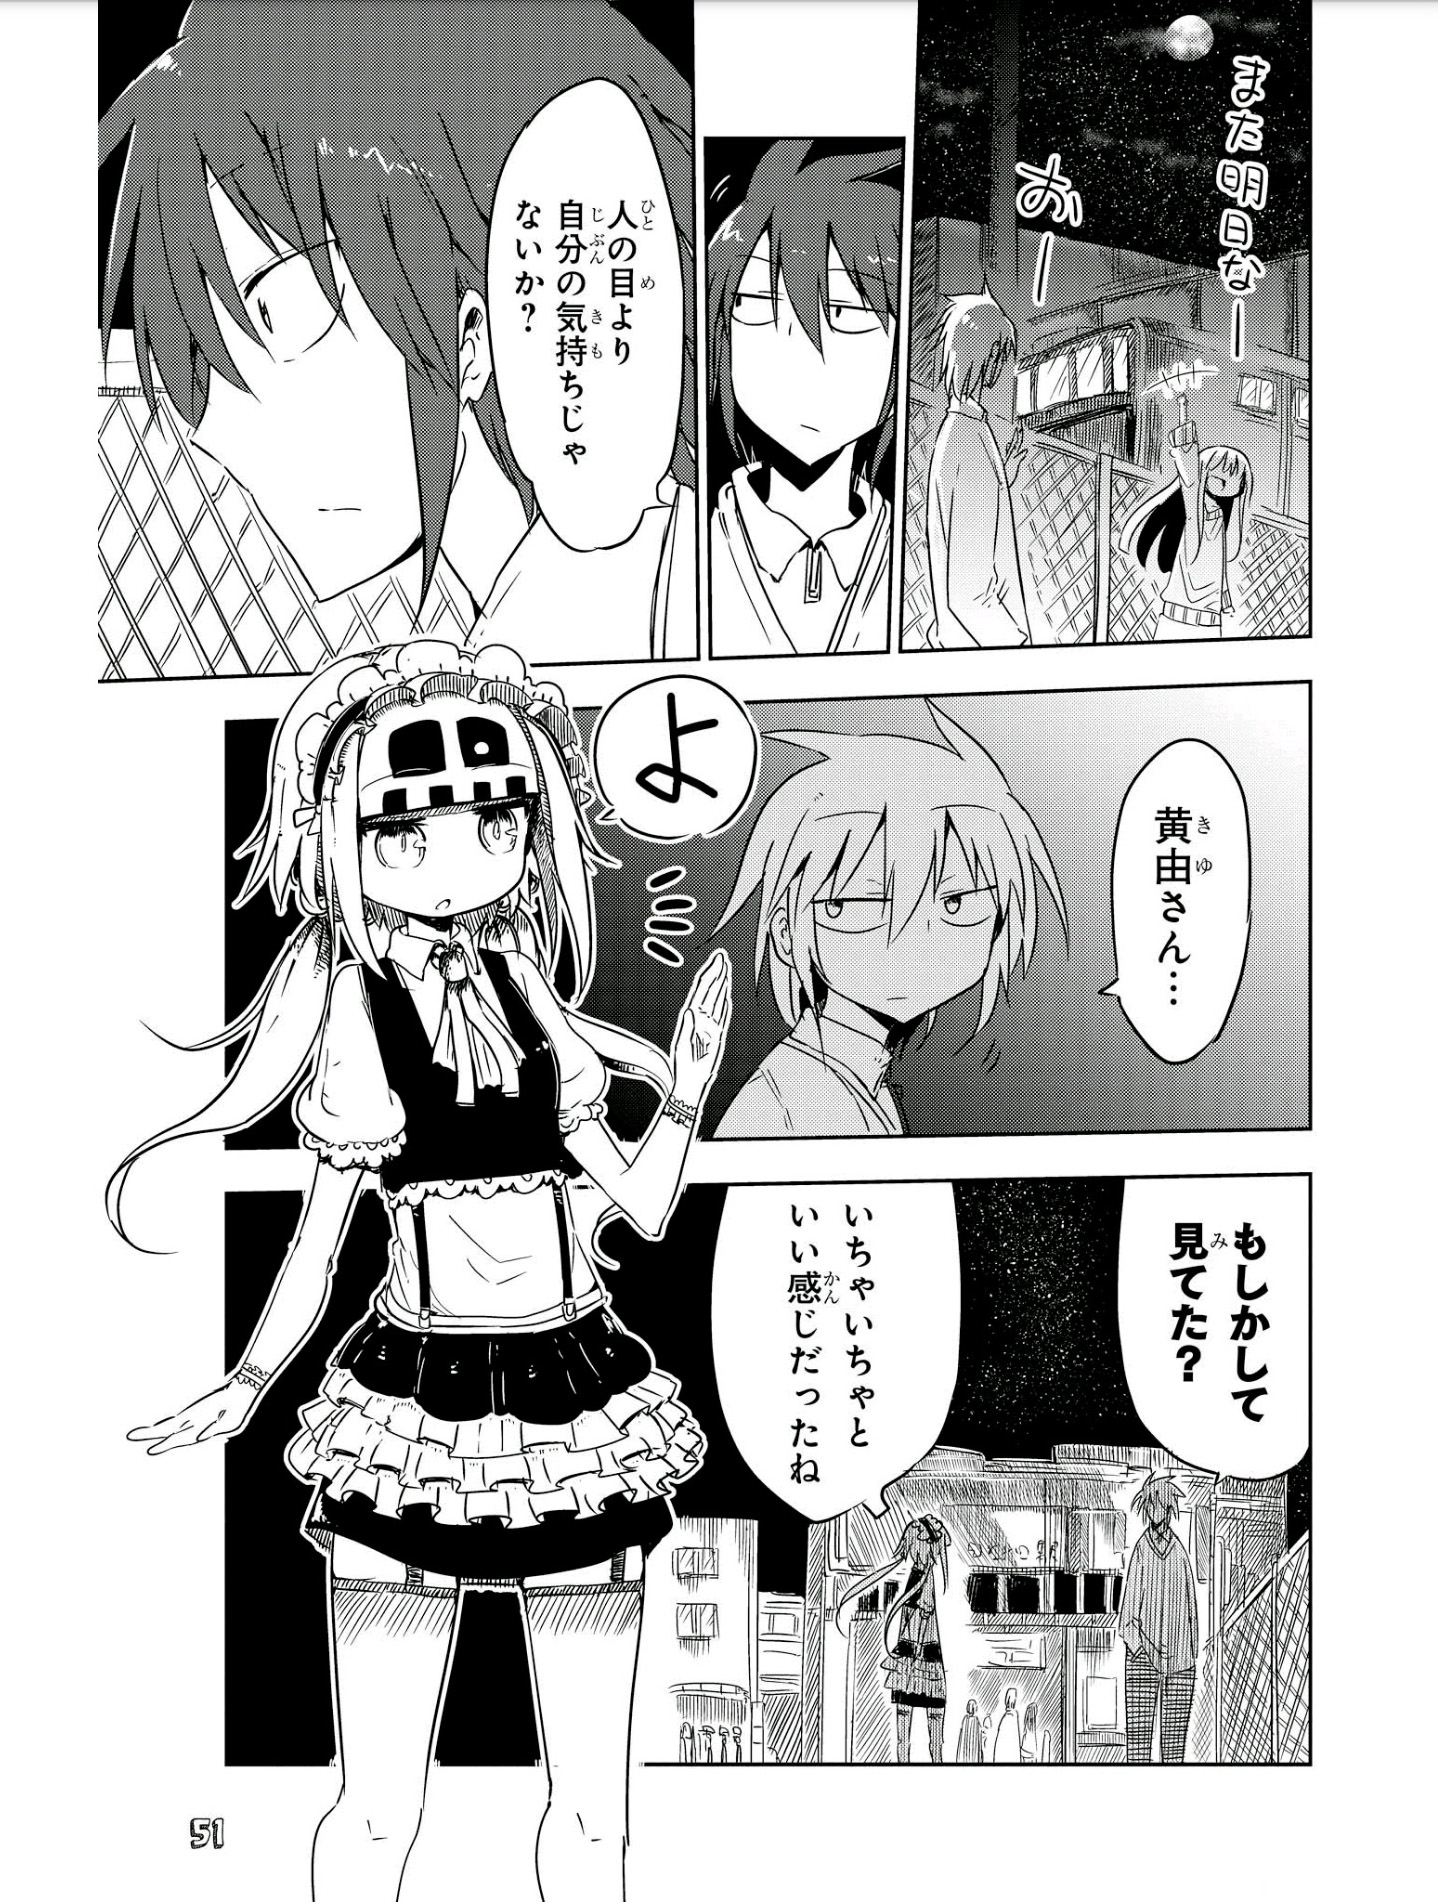 また明日なー
おー
人の目より
自分の気持ちじゃ
ないか?
黄由さん…
よ
もしかして
見てた?
いちゃいちゃと
いい感じだったね
51